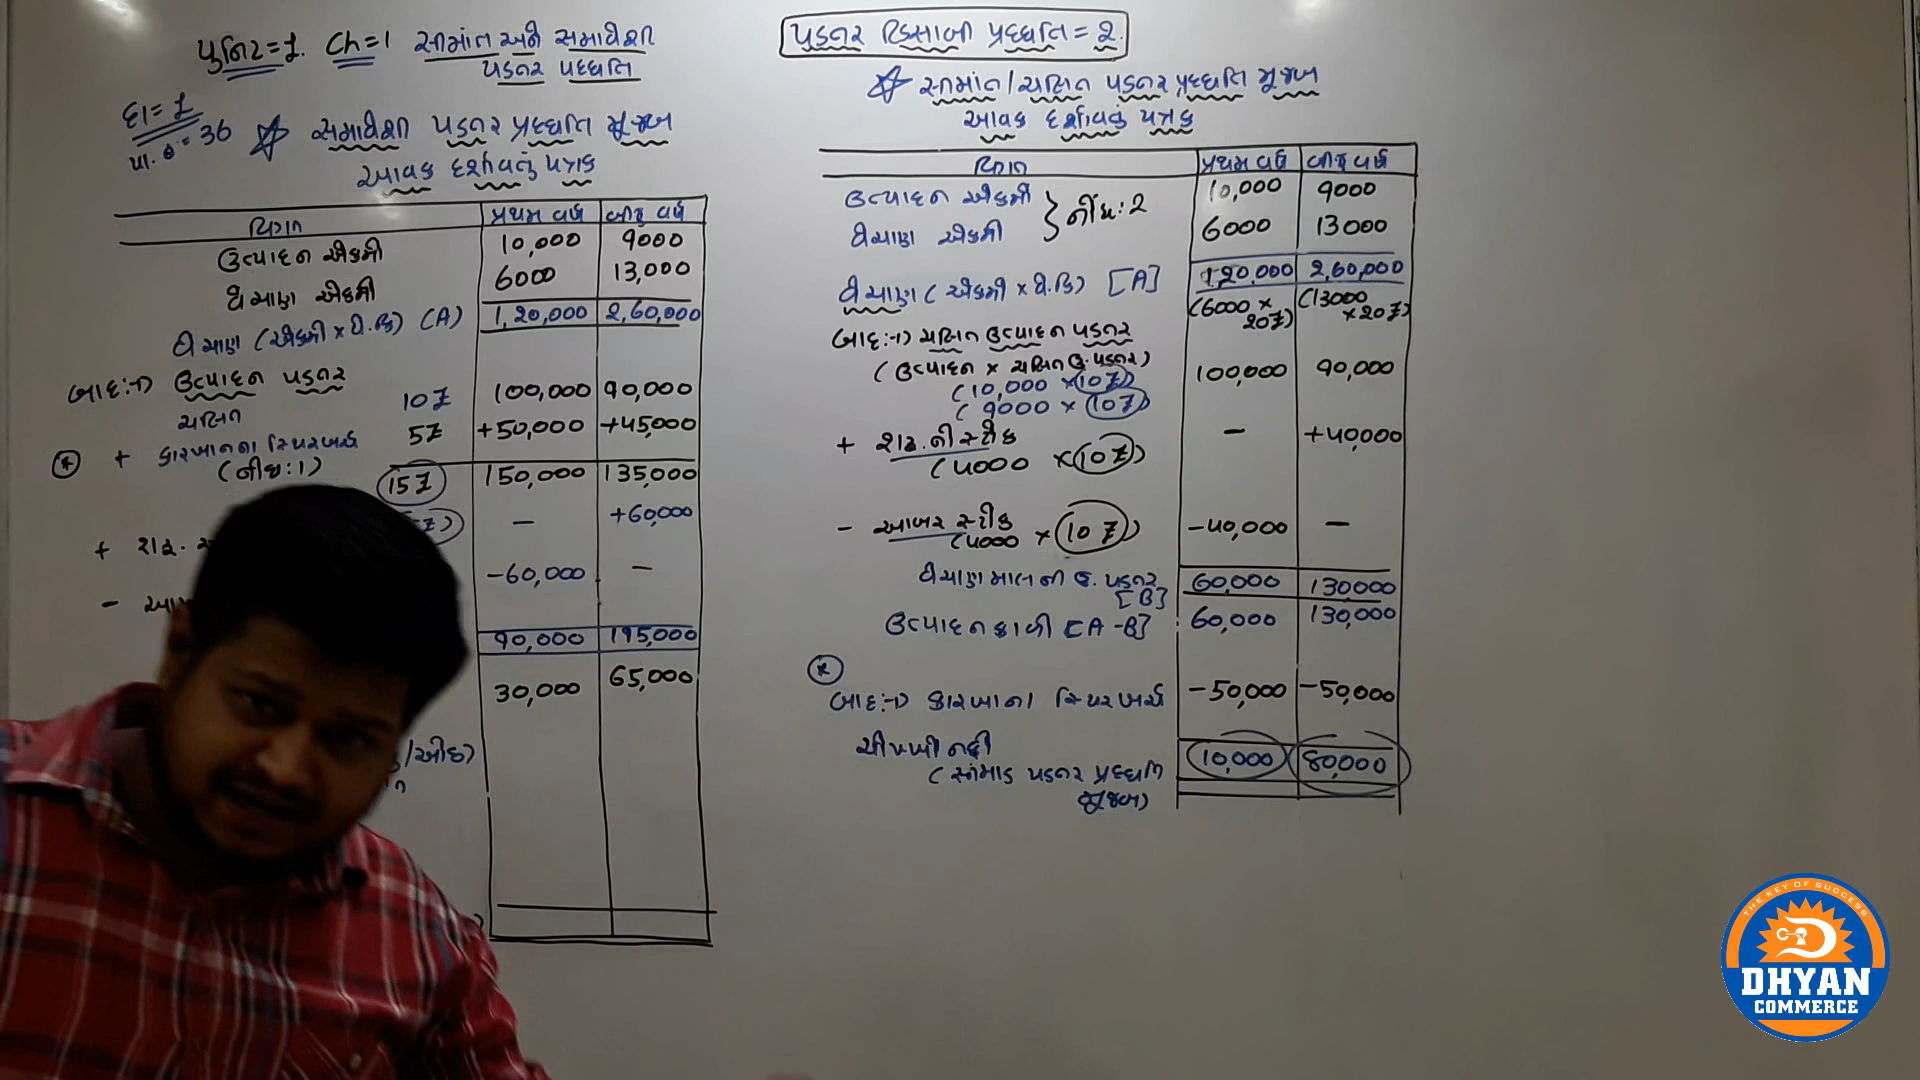 યુનિટ=1. Ch=1 સીમાંત અને સમાવેશી
પડતર પદ્ધતિ
દા=1
પા.નં=36
સમાવેશી પડતર પ્રદ્ધતિ મૂજબ
આવક દર્શાવતું પત્રક
વિગત પ્રથમ વર્ષ બીજુ વર્ષ
ઉત્પાદન એકમો 10,000 9000
વેચાણ એકમો 6000 13,000
વેચાણ (એકમો × વે.કિ) (A) 1,20,000 2,60,000
બાદ:→ ઉત્પાદન પડતર
ચલિત 10₹ 100,000 90,000
+ કારખાનના સ્થિરખર્ચ 5₹ +50,000 +45,000
(નોંધ:1)
15₹ 150,000 135,000
+ શરૂ. – +60,000
- –60,000 –
90,000 195,000
30,000 65,000
પડતર હિસાબી પ્રદ્ધતિ = 2.
સીમાંત/ચલિત પડતર પ્રદ્ધતિ મૂજબ
આવક દર્શાવતું પત્રક
વિગત પ્રથમ વર્ષ બીજુ વર્ષ
ઉત્પાદન એકમો 10,000 9000
નોંધ:2
વેચાણ એકમો 6000 13000
વેચાણ (એકમો × વે.કિ) [A] 1,20,000 2,60,000
(6000 × 20₹) (13000 × 20₹)
બાદ:→ ચલિત ઉત્પાદન પડતર
(ઉત્પાદન × ચલિત ઉ.પડતર) 100,000 90,000
(10,000 × 10₹)
(9000 × 10₹)
+ શરૂ.નો સ્ટોક – +40,000
(4000 × 10₹)
- આખર સ્ટોક –40,000 –
(4000 × 10₹)
વેચાણ માલની ઉ. પડતર 60,000 130000
[B]
ઉત્પાદન ફાળો [A-B] 60,000 130,000
બાદ:→ કારખાના સ્થિરખર્ચ –50,000 –50,000
ચોખ્ખો નફો 10,000 80,000
(સીમાંત પડતર પ્રદ્ધતિ
મૂજબ)
THE KEY OF SUCCESS
DHYAN
COMMERCE